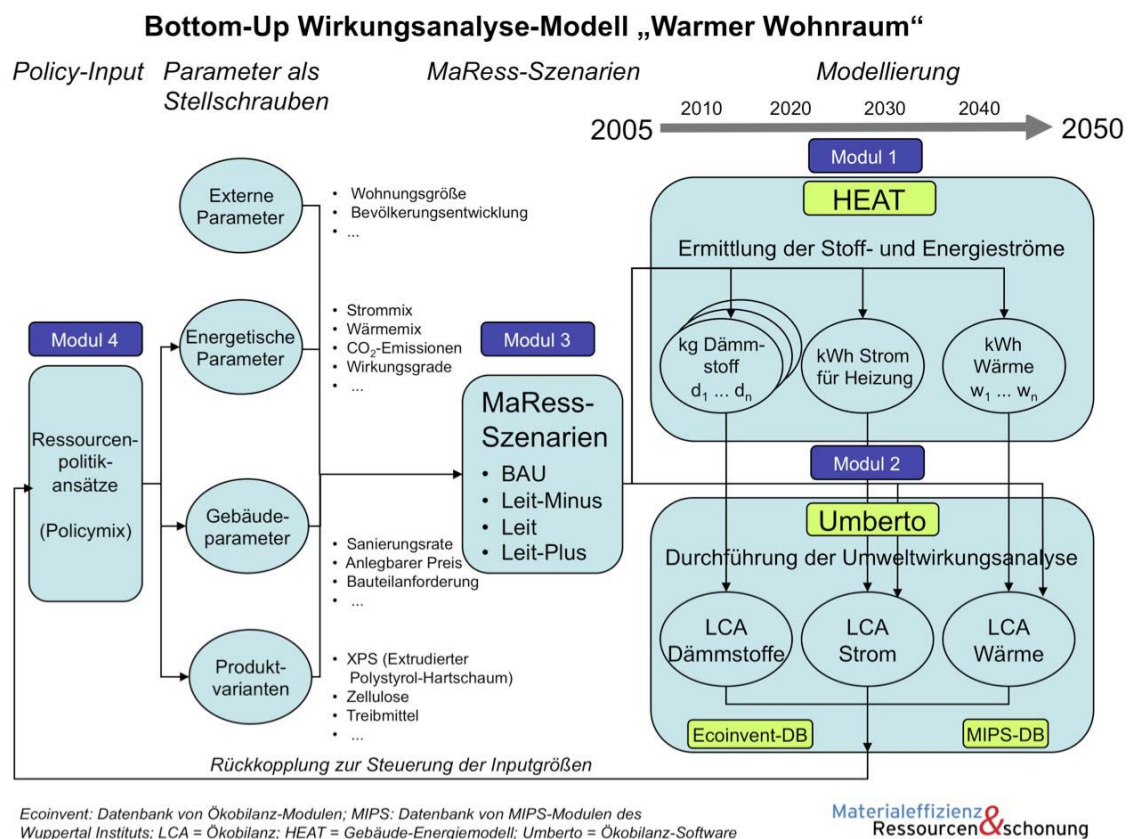 Bottom-Up Wirkungsanalyse-Modell „Warmer Wohnraum“
Policy-Input
Parameter als
Stellschrauben
MaRess-Szenarien
Modellierung
2005
2010
2020
2030
2040
2050
Externe
Parameter
• Wohnungsgröße
• Bevölkerungsentwicklung
• ...
Energetische
Parameter
• Strommix
• Wärmemix
• CO₂-Emissionen
• Wirkungsgrade
• ...
Modul 4
Ressourcen-
politik-
ansätze
(Policymix)
Gebäude-
parameter
• Sanierungsrate
• Anlegbarer Preis
• Bauteilanforderung
• ...
Produkt-
varianten
• XPS (Extrudierter
Polystyrol-Hartschaum)
• Zellulose
• Treibmittel
• ...
Modul 3
MaRess-
Szenarien
• BAU
• Leit-Minus
• Leit
• Leit-Plus
Modul 1
HEAT
Ermittlung der Stoff- und Energieströme
kg Dämm-
stoff
d₁ ... dₙ
kWh Strom
für Heizung
kWh
Wärme
w₁ ... wₙ
Modul 2
Umberto
Durchführung der Umweltwirkungsanalyse
LCA
Dämmstoffe
LCA
Strom
LCA
Wärme
Ecoinvent-DB
MIPS-DB
Rückkopplung zur Steuerung der Inputgrößen
Ecoinvent: Datenbank von Ökobilanz-Modulen; MIPS: Datenbank von MIPS-Modulen des
Wuppertal Instituts; LCA = Ökobilanz; HEAT = Gebäude-Energiemodell; Umberto = Ökobilanz-Software
Materialeffizienz &
Ressourcenschonung